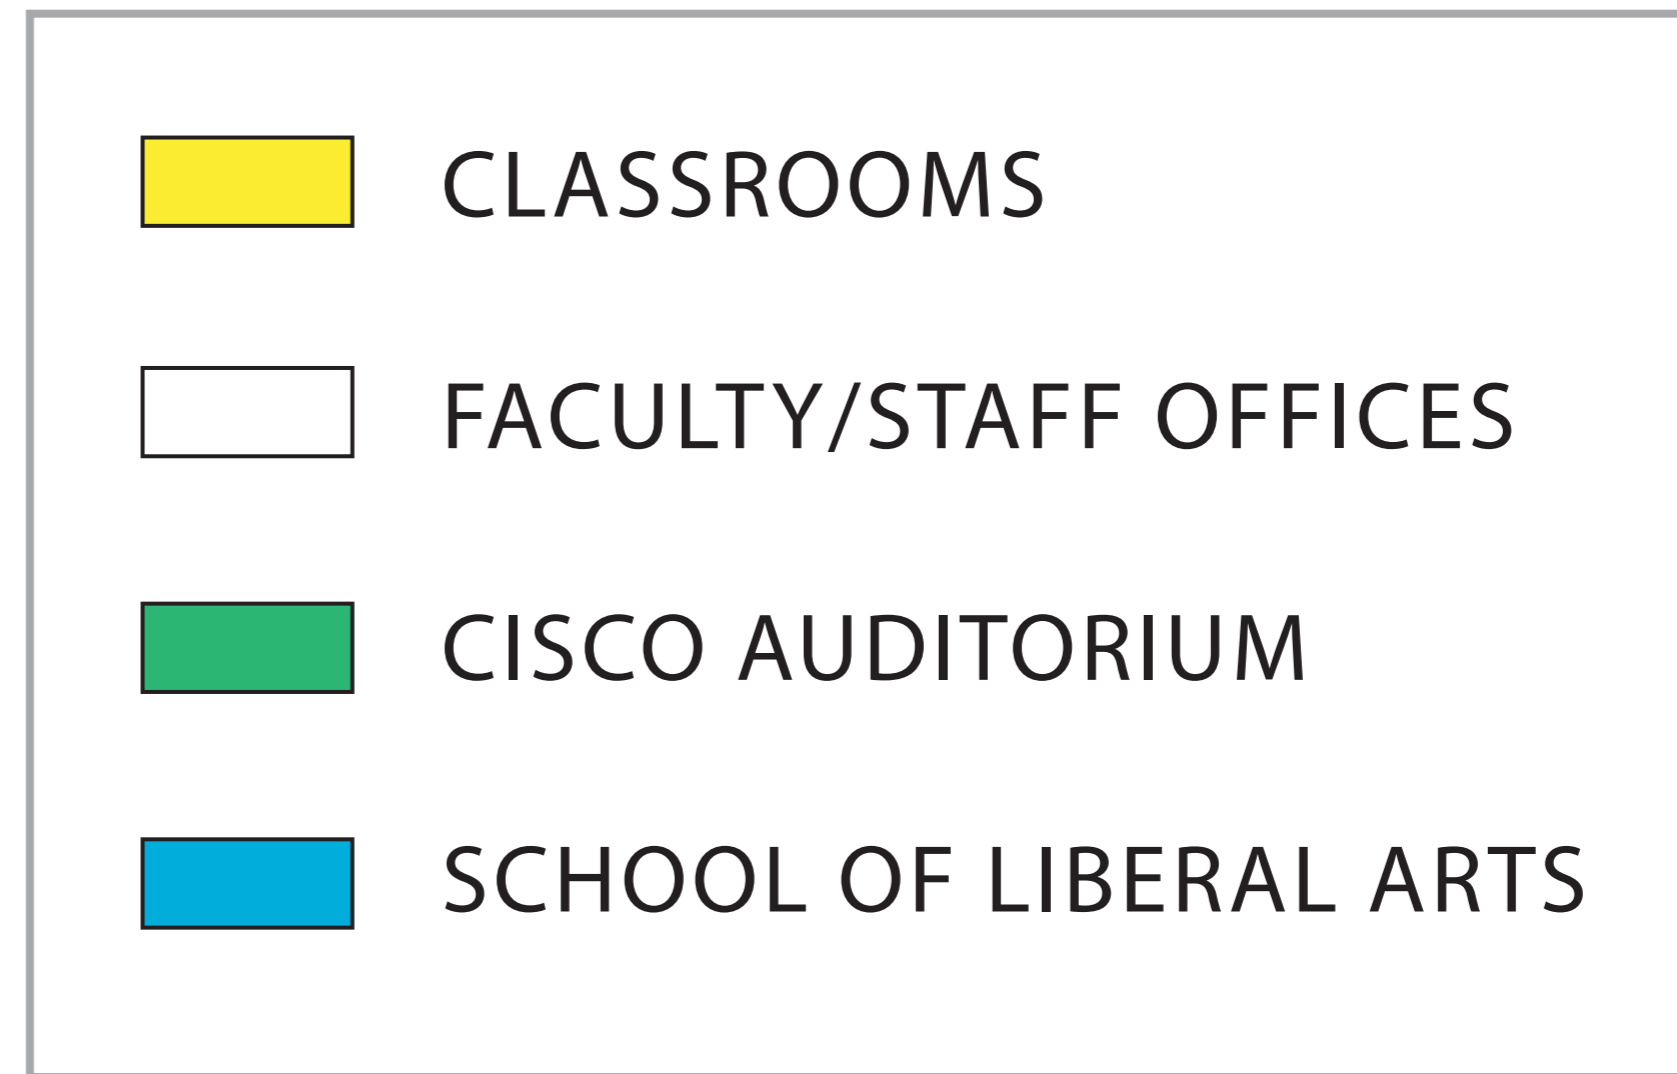 CLASSROOMS
FACULTY/STAFF OFFICES
CISCO AUDITORIUM
SCHOOL OF LIBERAL ARTS